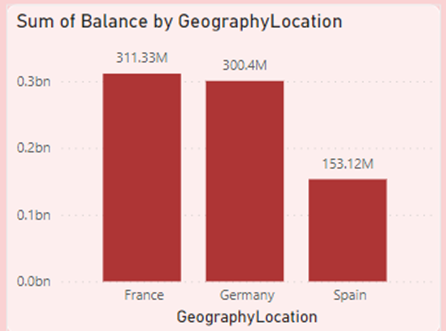 Sum of Balance by GeographyLocation
311.33M
300.4M
0.3bn
0.2bn
153.12M
0.1bn
0.0bn
France Germany Spain
GeographyLocation